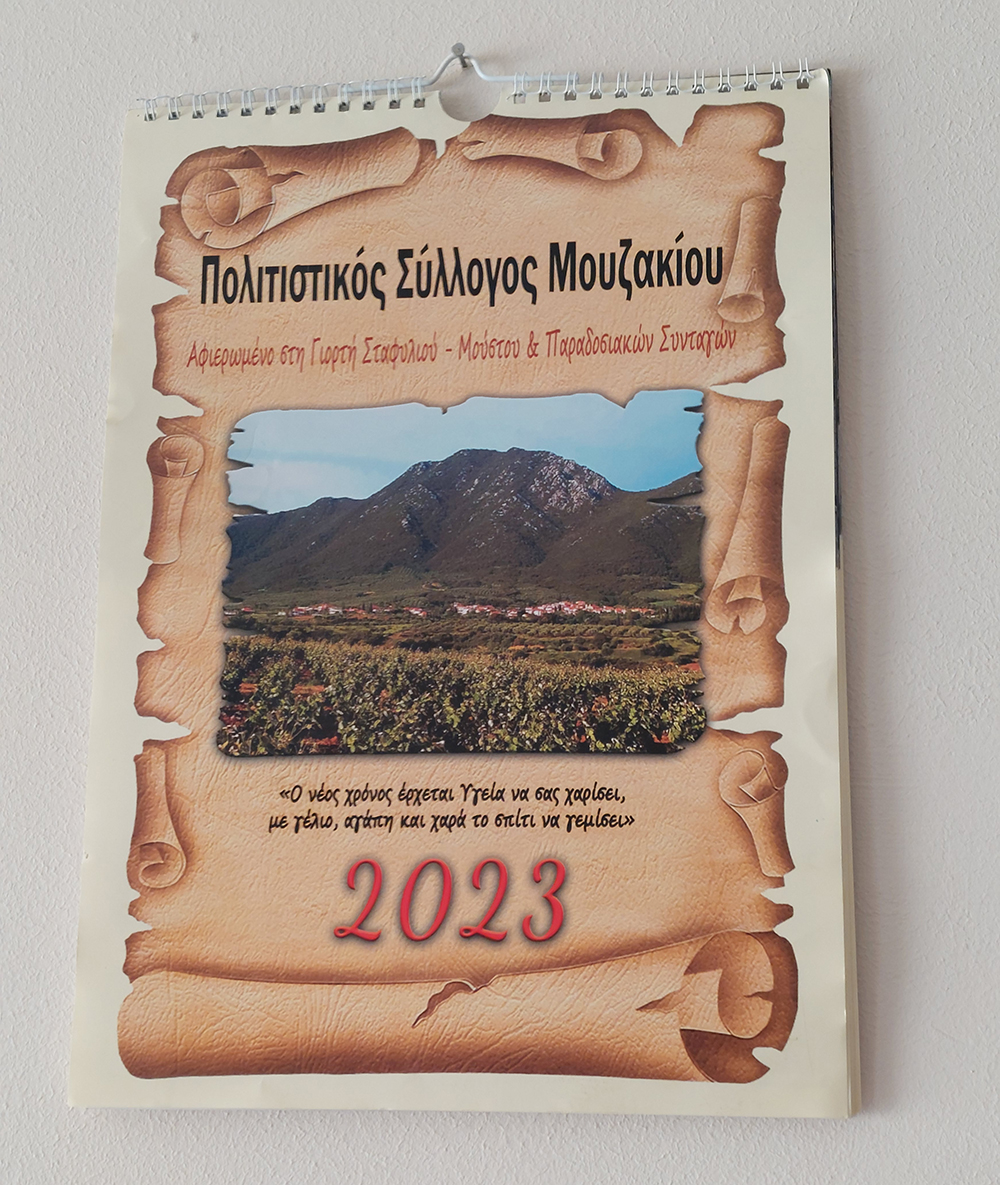 Πολιτιστικός Σύλλογος Μουζακίου
Αφιερωμένο στη Γιορτή Σταφυλιού - Μούστου & Παραδοσιακών Συνταγών
«Ο νέος χρόνος έρχεται Υγεία να σας χαρίσει,
με γέλιο, αγάπη και χαρά το σπίτι να γεμίσει»
2023